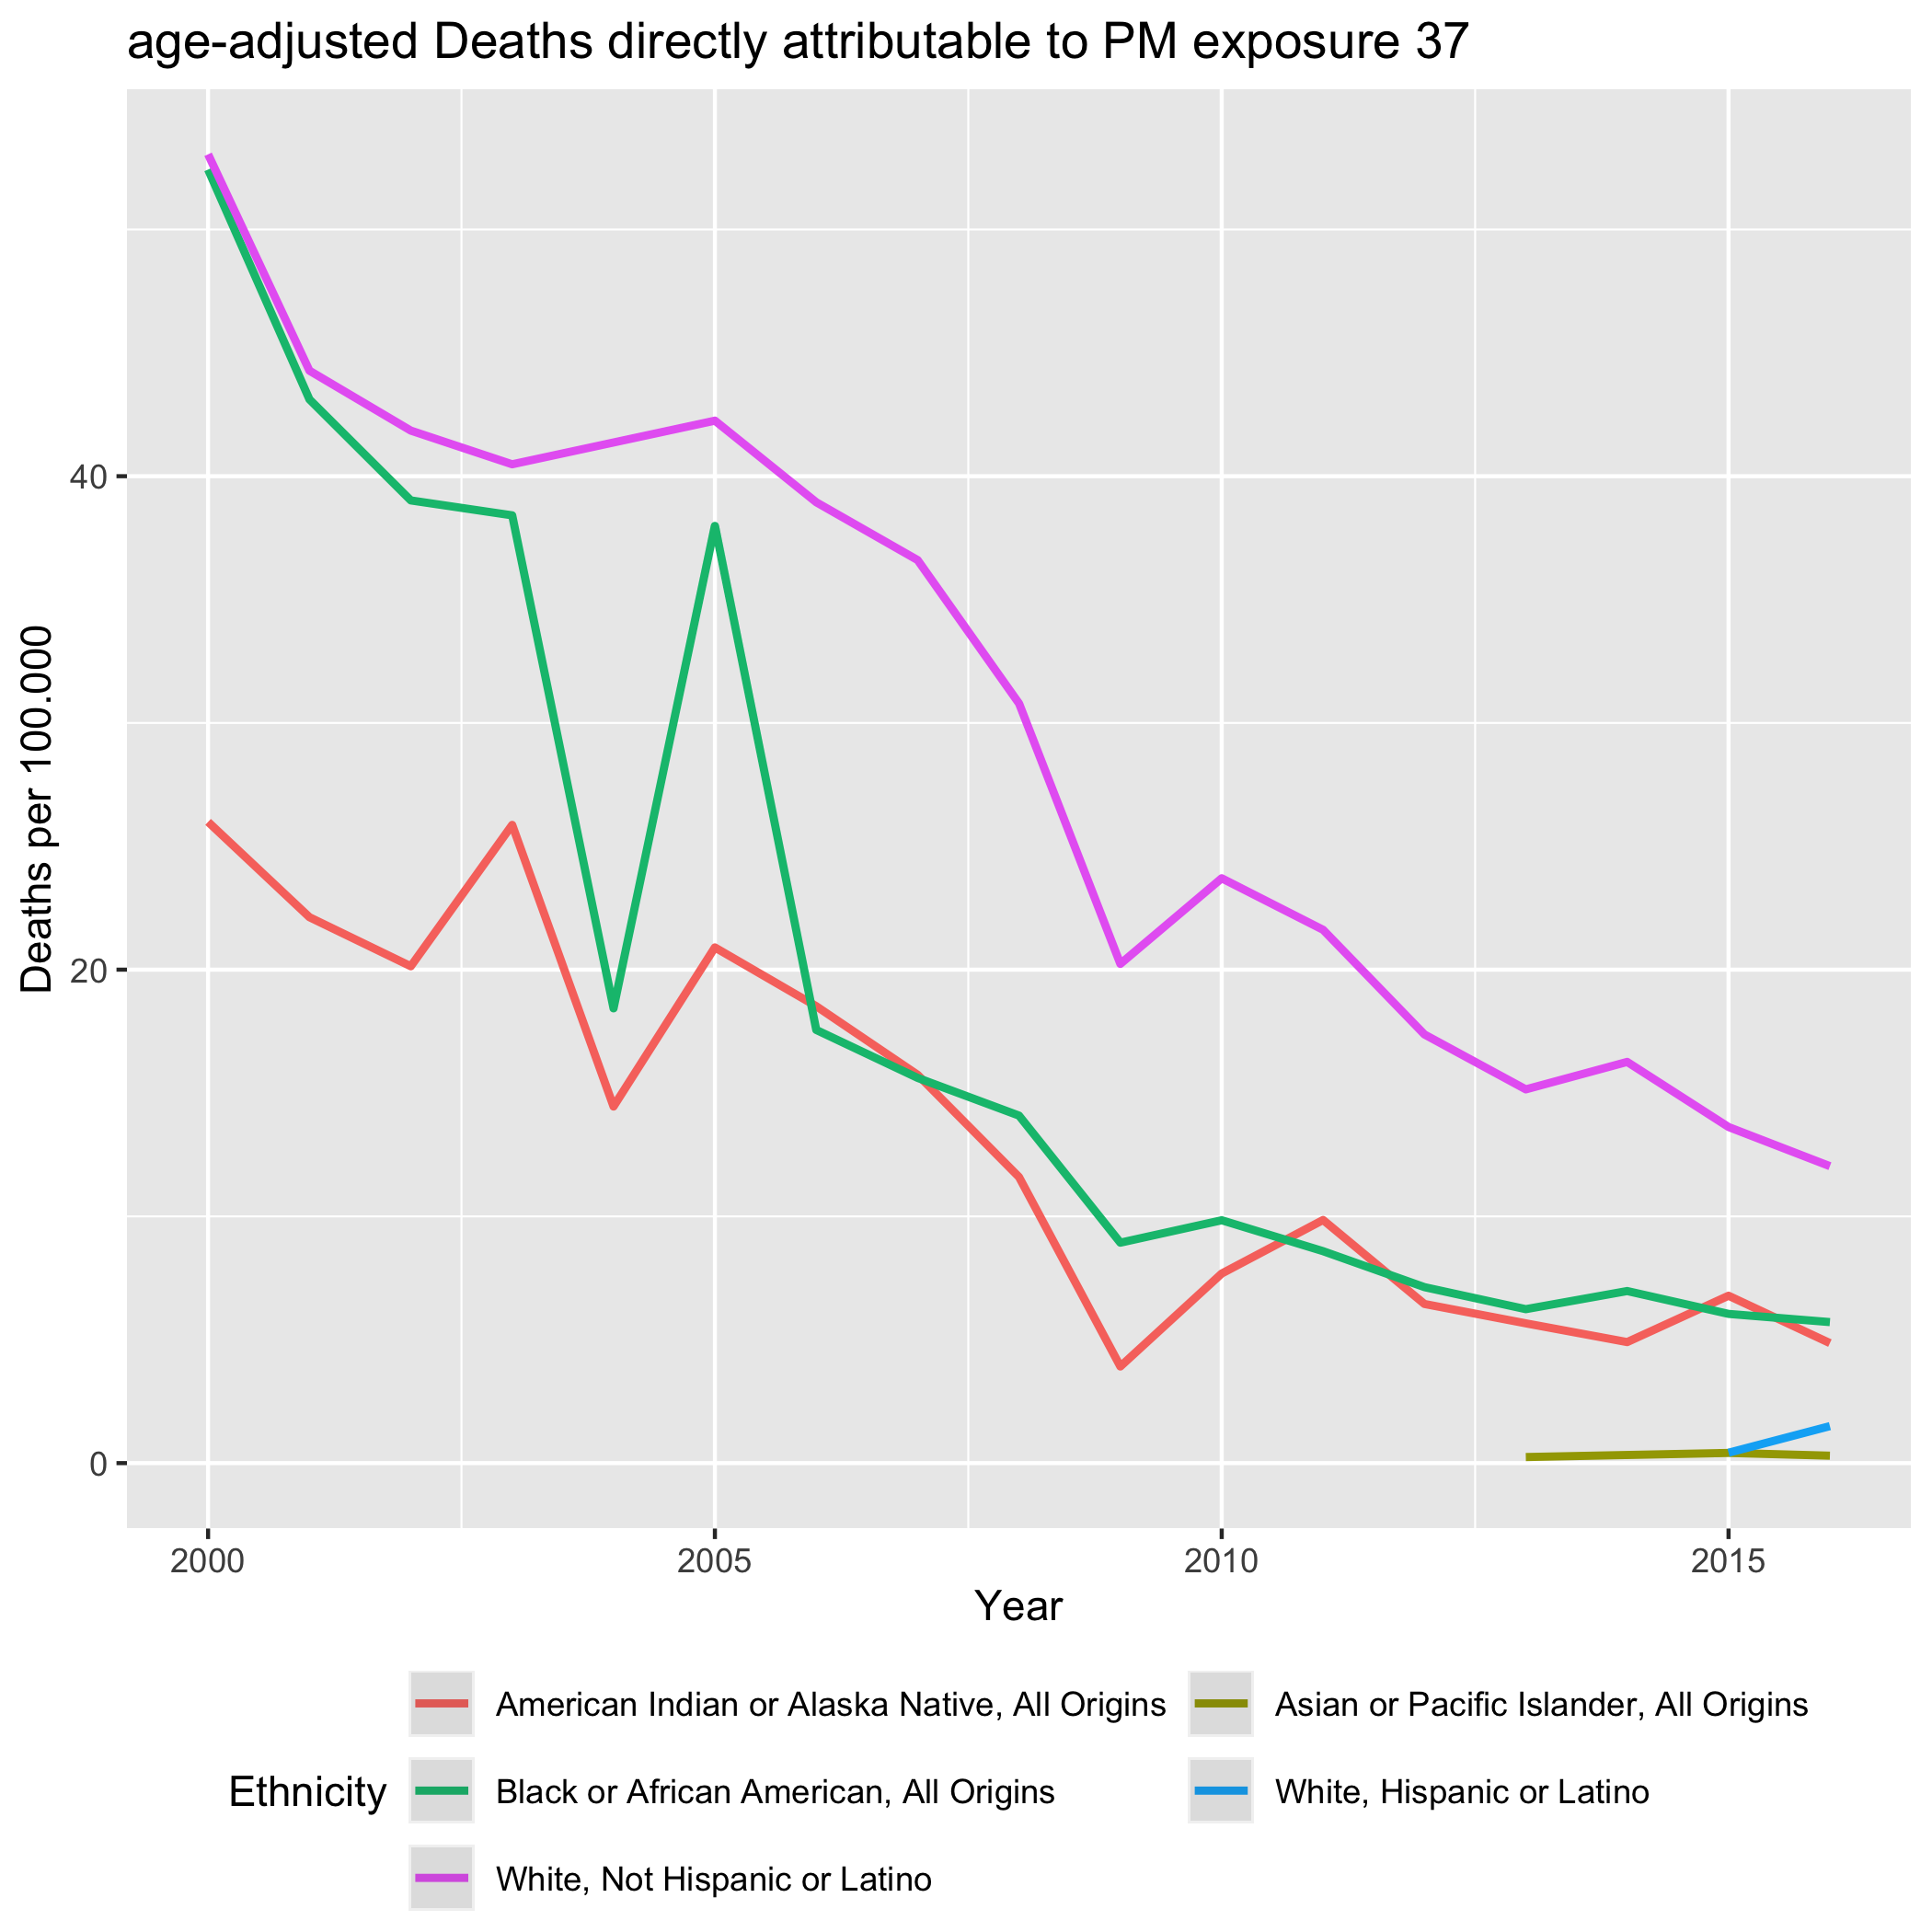 age-adjusted Deaths directly attributable to PM exposure 37
Deaths per 100.000
40
20
0
2000
2005
2010
2015
Year
Ethnicity
American Indian or Alaska Native, All Origins
Asian or Pacific Islander, All Origins
Black or African American, All Origins
White, Hispanic or Latino
White, Not Hispanic or Latino